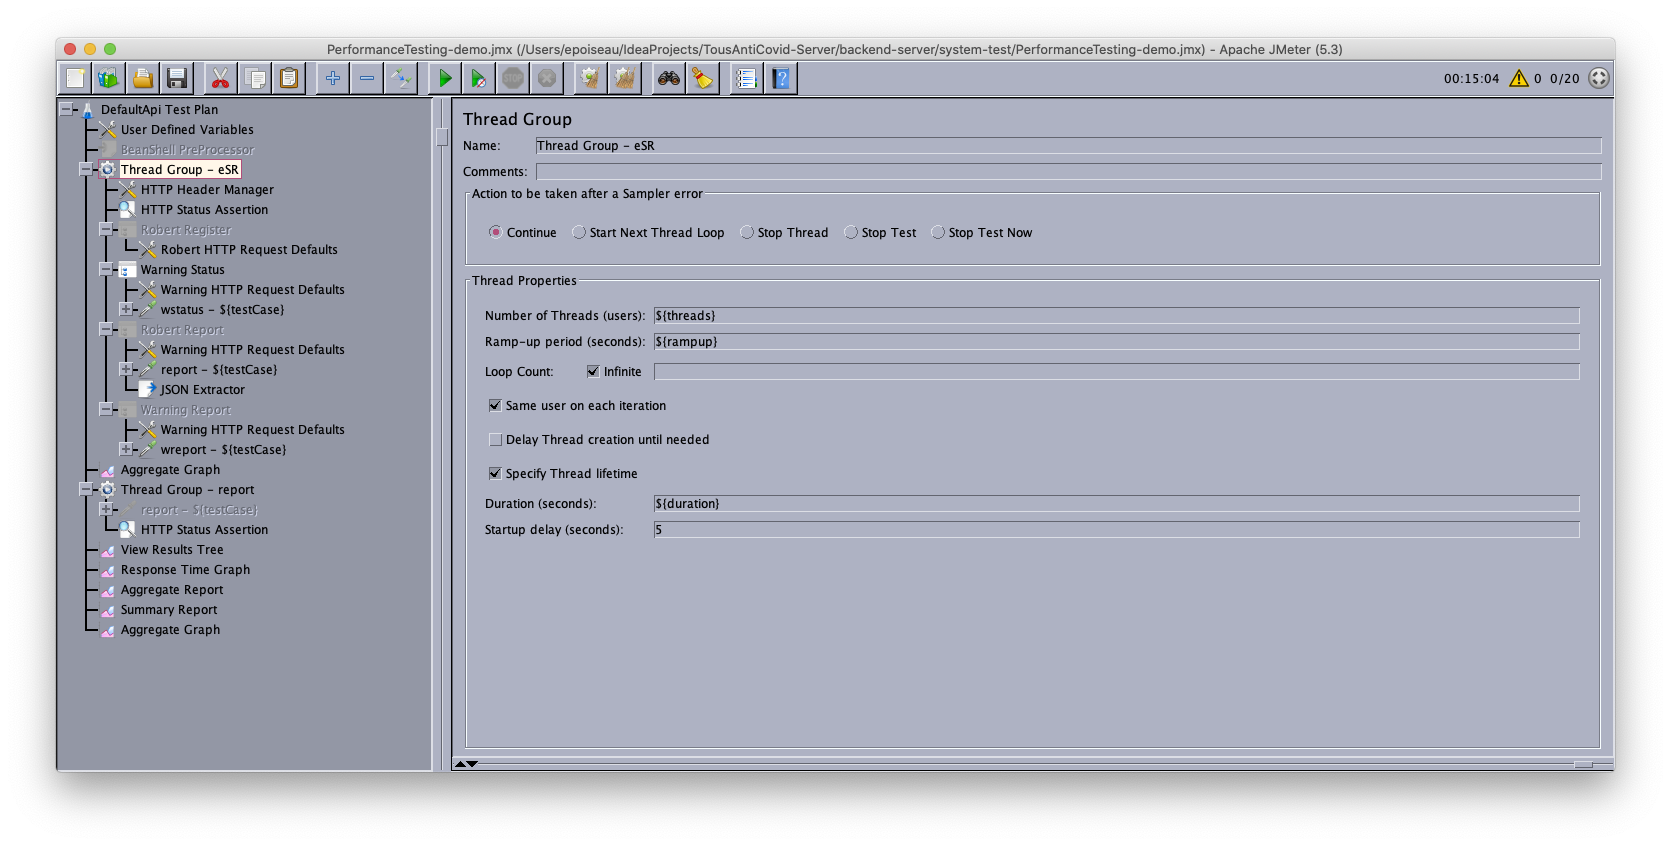 PerformanceTesting-demo.jmx (/Users/epoiseau/IdeaProjects/TousAntiCovid-Server/backend-server/system-test/PerformanceTesting-demo.jmx) - Apache JMeter (5.3)
STOP
00:15:04 0 0/20
DefaultApi Test Plan
User Defined Variables
BeanShell PreProcessor
Thread Group - eSR
HTTP Header Manager
HTTP Status Assertion
Robert Register
Robert HTTP Request Defaults
Warning Status
Warning HTTP Request Defaults
wstatus - ${testCase}
Robert Report
Warning HTTP Request Defaults
report - ${testCase}
JSON Extractor
Warning Report
Warning HTTP Request Defaults
wreport - ${testCase}
Aggregate Graph
Thread Group - report
report - ${testCase}
HTTP Status Assertion
View Results Tree
Response Time Graph
Aggregate Report
Summary Report
Aggregate Graph
Thread Group
Name: Thread Group - eSR
Comments:
Action to be taken after a Sampler error
Continue Start Next Thread Loop Stop Thread Stop Test Stop Test Now
Thread Properties
Number of Threads (users): ${threads}
Ramp-up period (seconds): ${rampup}
Loop Count: Infinite
Same user on each iteration
Delay Thread creation until needed
Specify Thread lifetime
Duration (seconds): ${duration}
Startup delay (seconds): 5